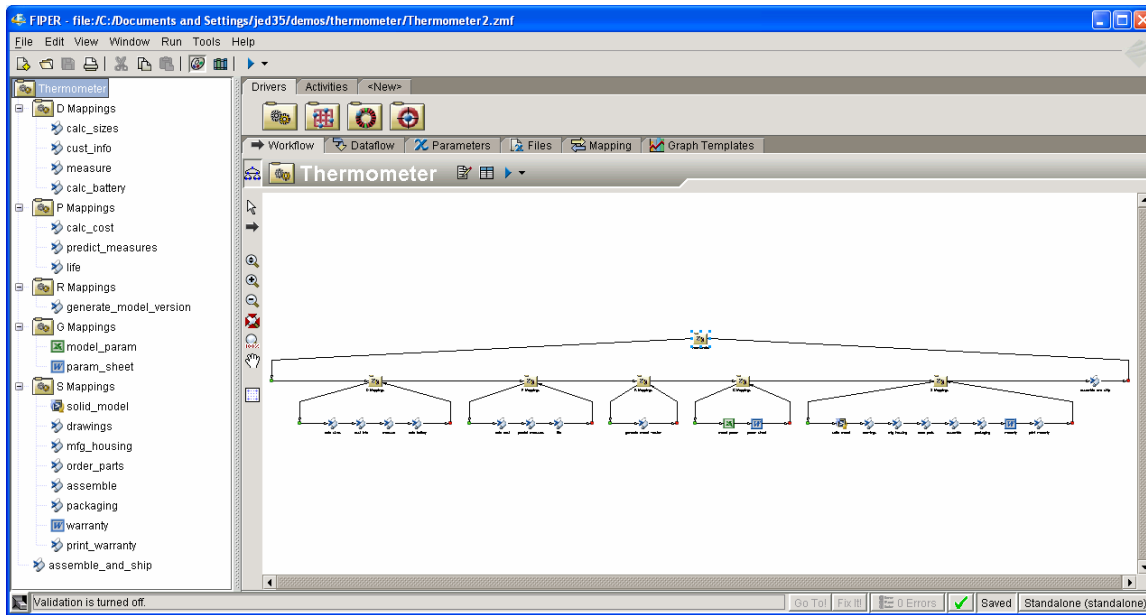 FIPER - file:/C:/Documents and Settings/jed35/demos/thermometer/Thermometer2.zmf
File Edit View Window Run Tools Help
Thermometer
D Mappings
calc_sizes
cust_info
measure
calc_battery
P Mappings
calc_cost
predict_measures
life
R Mappings
generate_model_version
G Mappings
model_param
param_sheet
S Mappings
solid_model
drawings
mfg_housing
order_parts
assemble
packaging
warranty
print_warranty
assemble_and_ship
Drivers Activities <New>
Workflow Dataflow Parameters Files Mapping Graph Templates
Thermometer
Validation is turned off.
Go To! Fix It! 0 Errors Saved Standalone (standalone)